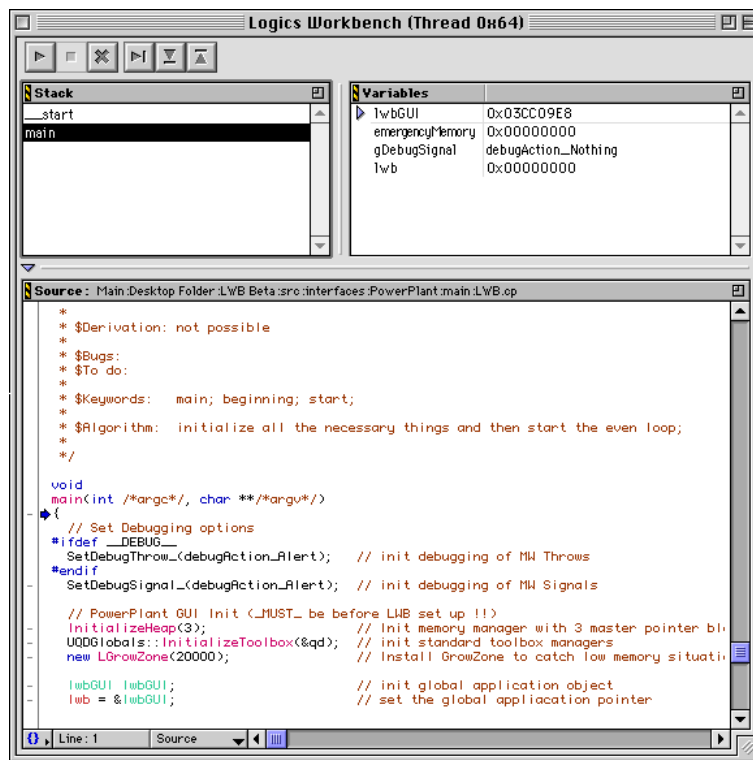 Logics Workbench (Thread 0x64)
Stack
__start
main
Variables
lwbGUI 0x03CC09E8
emergencyMemory 0x00000000
gDebugSignal debugAction_Nothing
lwb 0x00000000
Source: Main:Desktop Folder:LWB Beta:src:interfaces:PowerPlant:main:LWB.cp
*
* $Derivation: not possible
*
* $Bugs:
* $To do:
*
* $Keywords: main; beginning; start;
*
* $Algorithm: initialize all the necessary things and then start the even loop;
*
*/
void
main(int /*argc*/, char **/*argv*/)
{
// Set Debugging options
#ifdef __DEBUG__
SetDebugThrow_(debugAction_Alert); // init debugging of MW Throws
#endif
SetDebugSignal_(debugAction_Alert); // init debugging of MW Signals
// PowerPlant GUI Init (_MUST_ be before LWB set up !!)
InitializeHeap(3); // Init memory manager with 3 master pointer bl
UQDGlobals::InitializeToolbox(&qd); // init standard toolbox managers
new LGrowZone(20000); // Install GrowZone to catch low memory situati
lwbGUI lwbGUI; // init global application object
lwb = &lwbGUI; // set the global appliacation pointer
{} Line: 1 Source